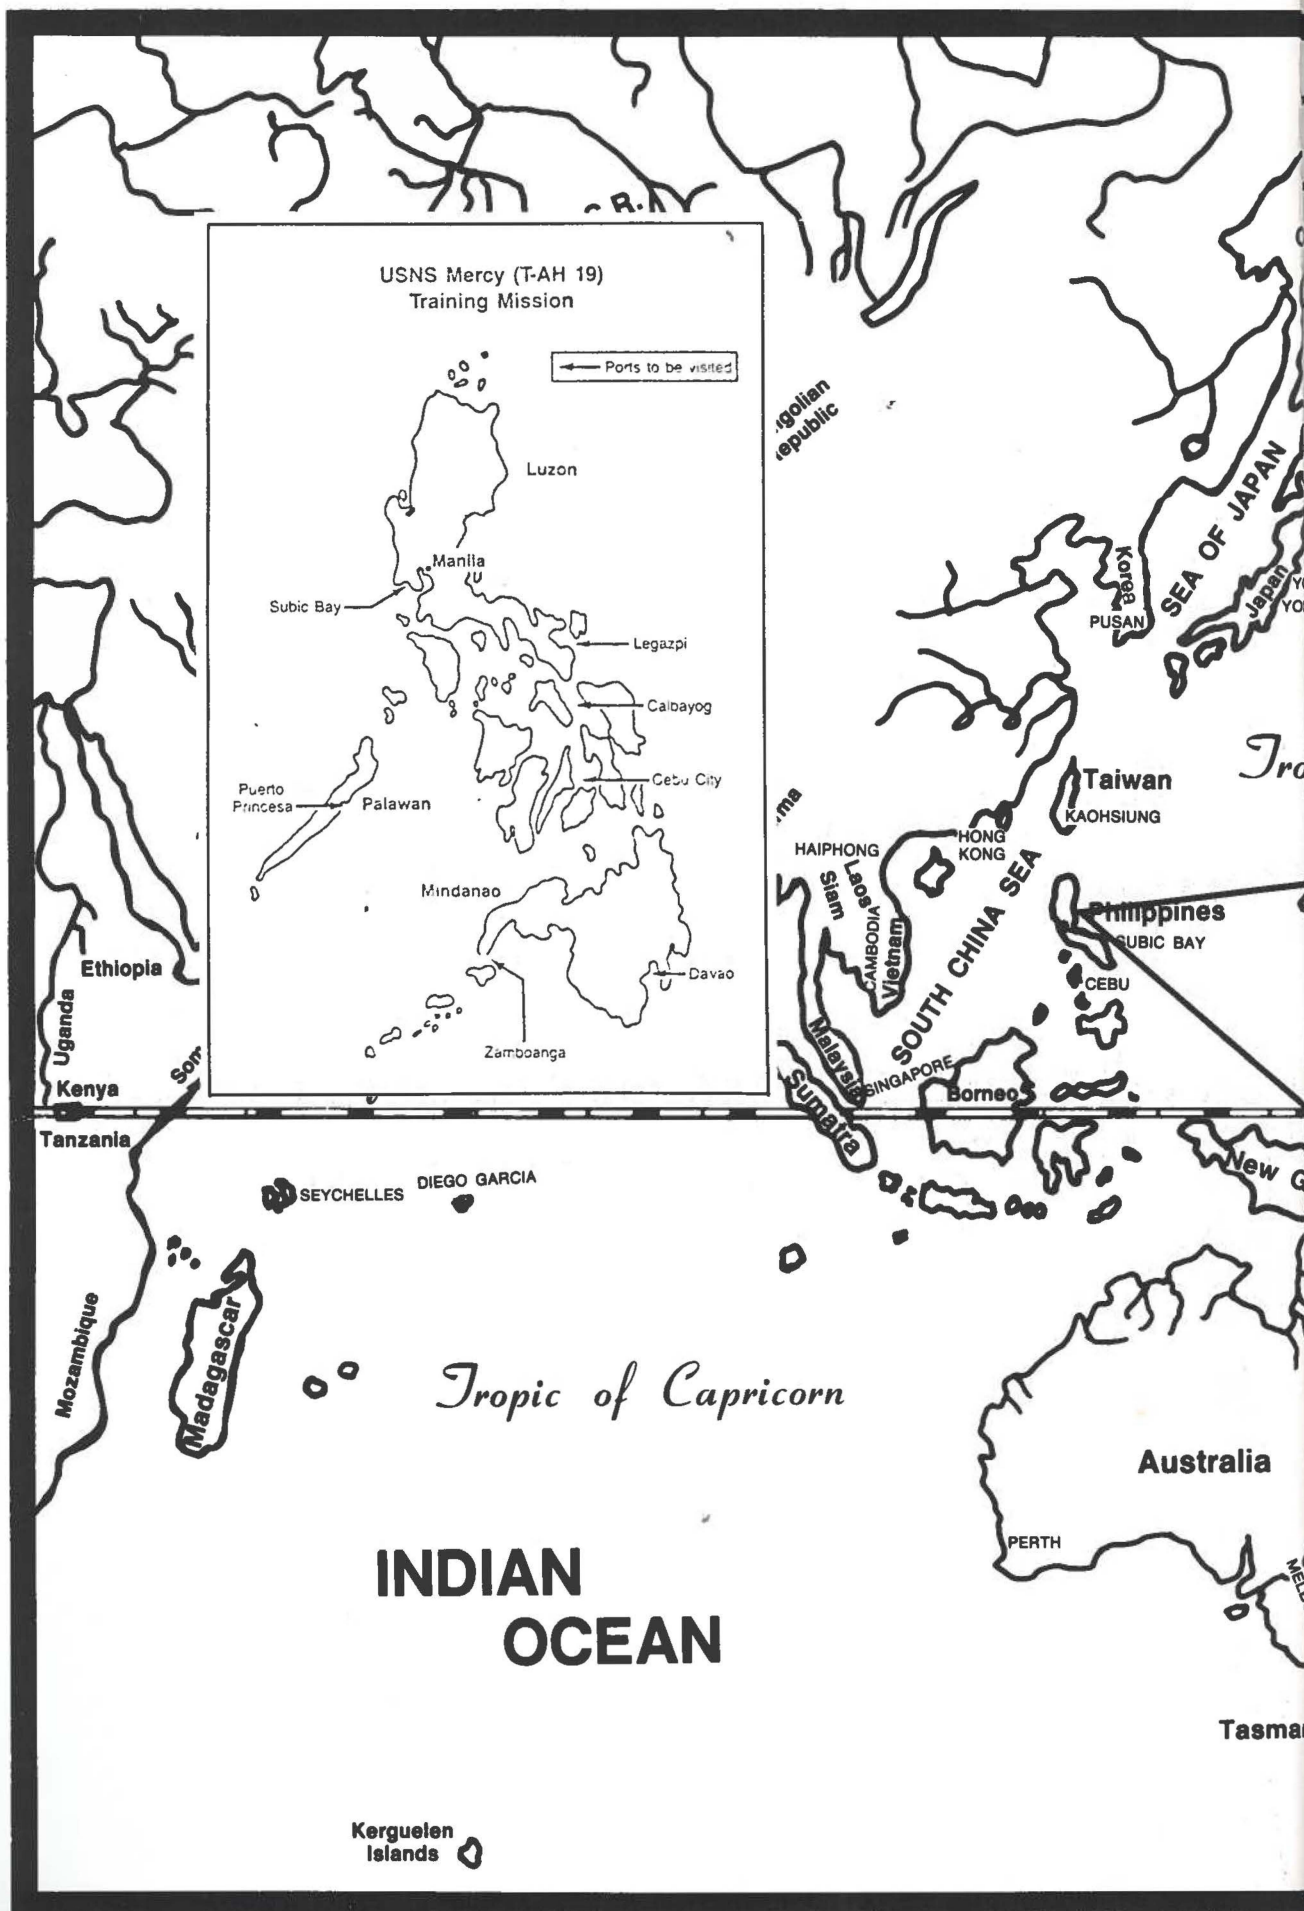 USNS Mercy (T-AH 19)
Training Mission
Ports to be visited
Luzon
Manila
Subic Bay
Legazpi
Calbayog
Cebu City
Puerto
Princesa
Palawan
Mindanao
Davao
Zamboanga
SEA OF JAPAN
Korea
Japan
PUSAN
Taiwan
KAOHSIUNG
HONG
KONG
HAIPHONG
Laos
Siam
CAMBODIA
Vietnam
SOUTH CHINA SEA
Philippines
SUBIC BAY
CEBU
Malaysia
SINGAPORE
Borneo
Sumatra
Ethiopia
Uganda
Kenya
Tanzania
SEYCHELLES
DIEGO GARCIA
New G
Mozambique
Madagascar
Tropic of Capricorn
Australia
PERTH
INDIAN
OCEAN
Tasma
Kerguelen
Islands